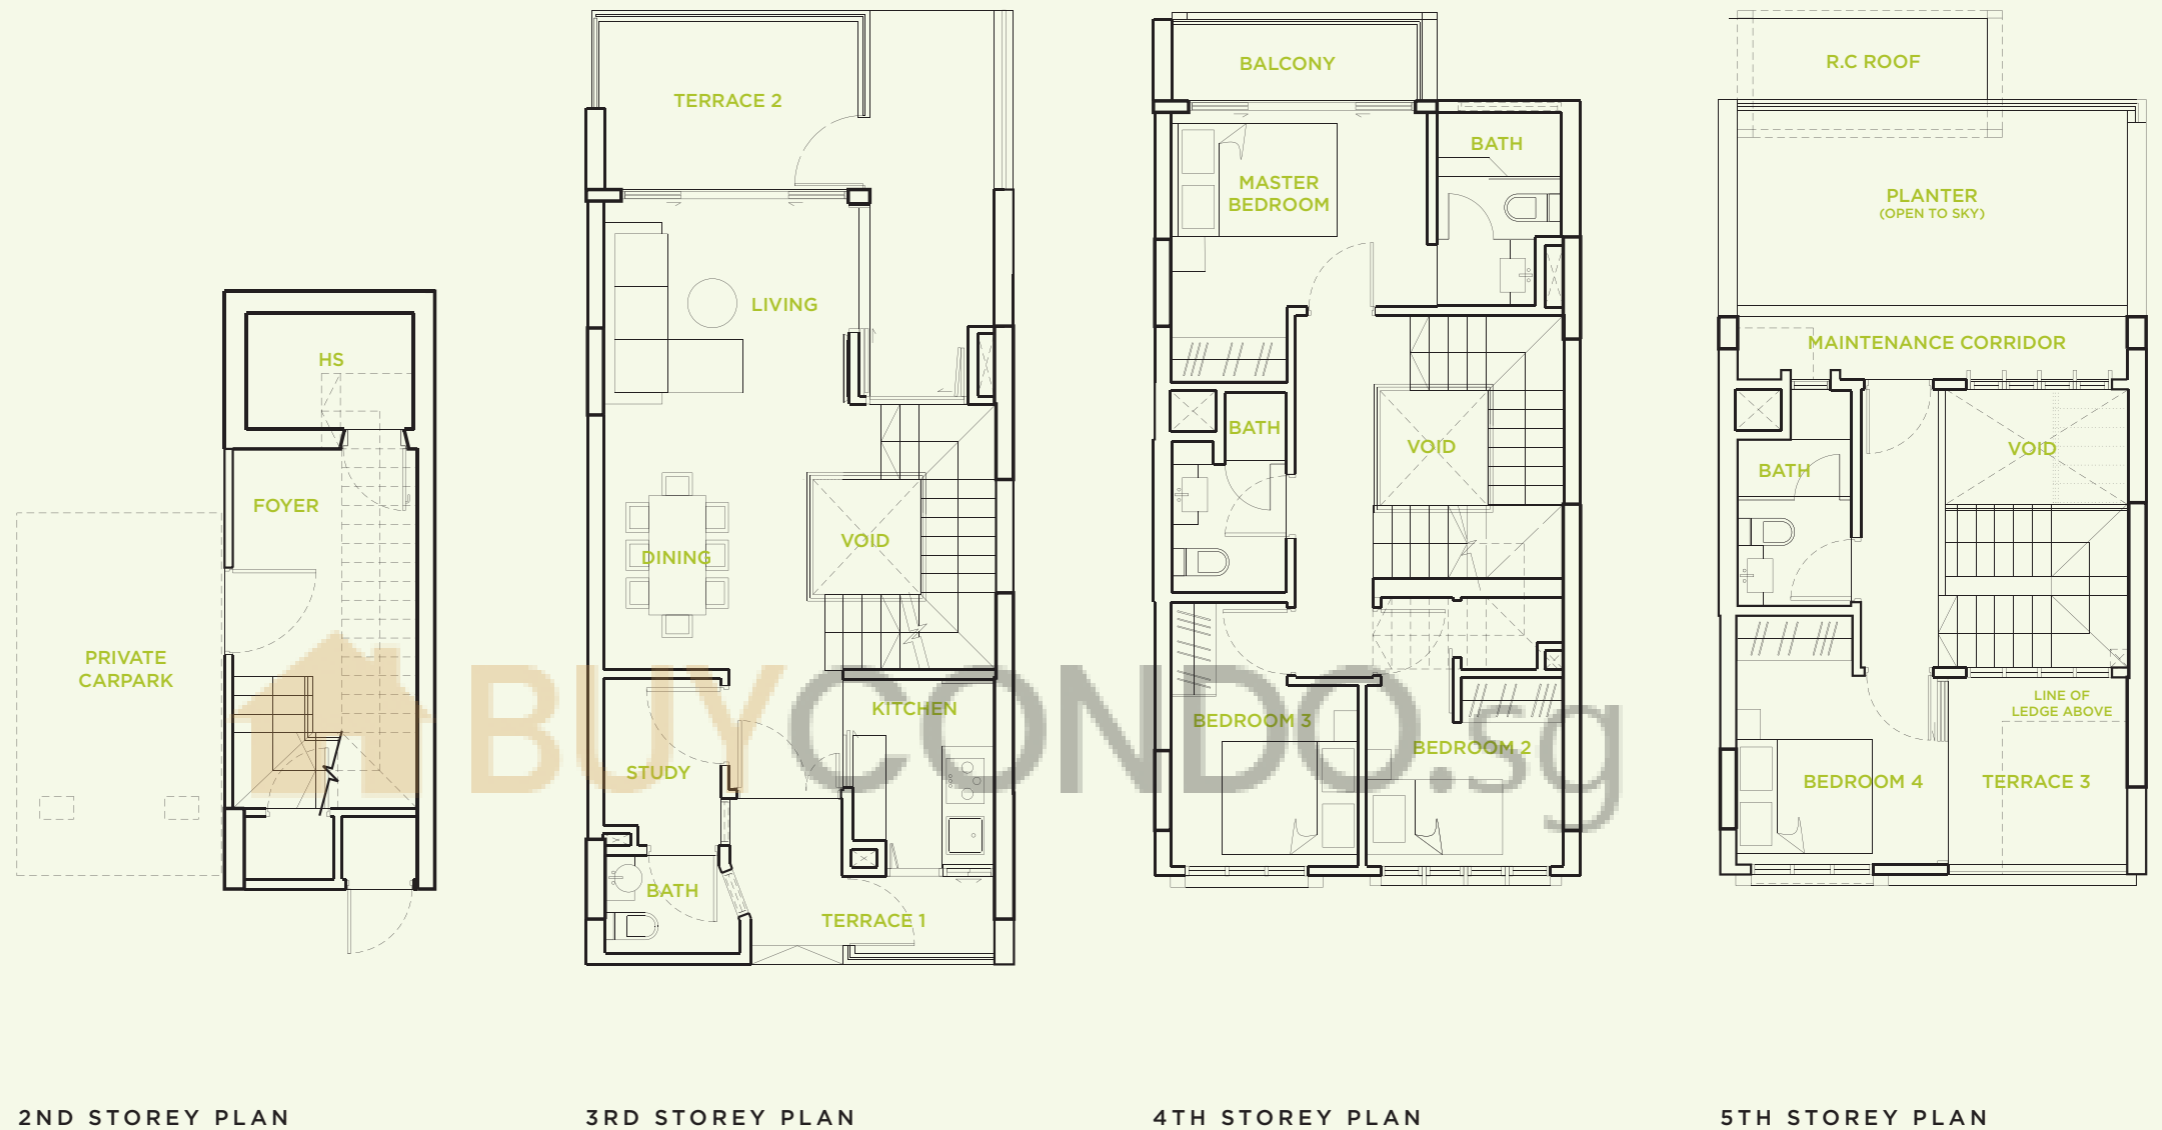 HS
FOYER
PRIVATE
CARPARK
2ND STOREY PLAN
TERRACE 2
LIVING
DINING
VOID
KITCHEN
STUDY
BATH
TERRACE 1
3RD STOREY PLAN
BALCONY
BATH
MASTER
BEDROOM
BATH
VOID
BEDROOM 3
BEDROOM 2
4TH STOREY PLAN
R.C ROOF
PLANTER
(OPEN TO SKY)
MAINTENANCE CORRIDOR
VOID
BATH
LINE OF
LEDGE ABOVE
BEDROOM 4
TERRACE 3
5TH STOREY PLAN
BUYCONDO.sg